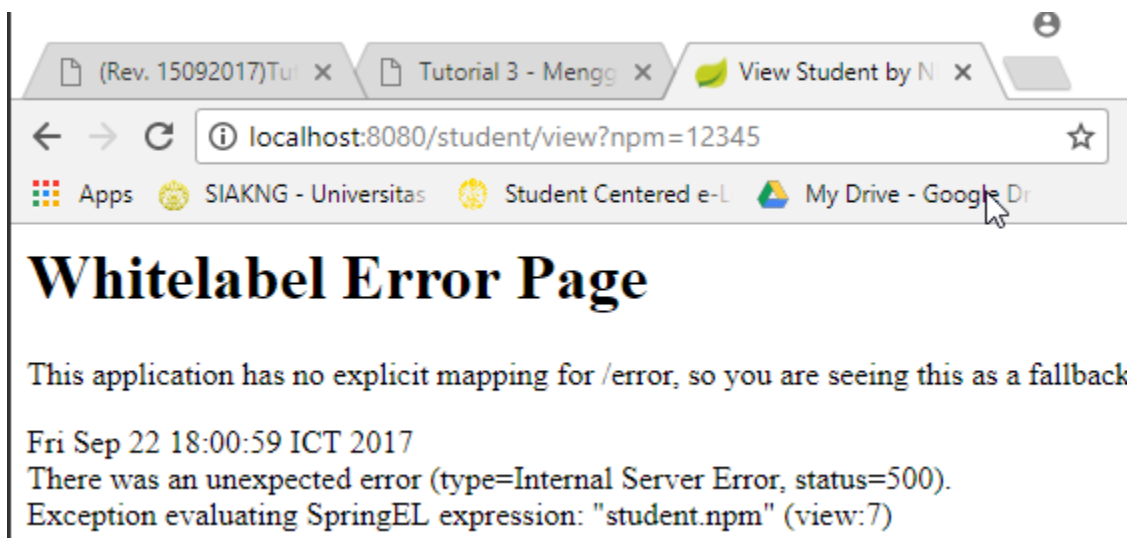 (Rev. 15092017)Tut
Tutorial 3 - Mengg
View Student by N
localhost:8080/student/view?npm=12345
Apps SIAKNG - Universitas Student Centered e-L My Drive - Google Dr
Whitelabel Error Page
This application has no explicit mapping for /error, so you are seeing this as a fallback
Fri Sep 22 18:00:59 ICT 2017
There was an unexpected error (type=Internal Server Error, status=500).
Exception evaluating SpringEL expression: "student.npm" (view:7)